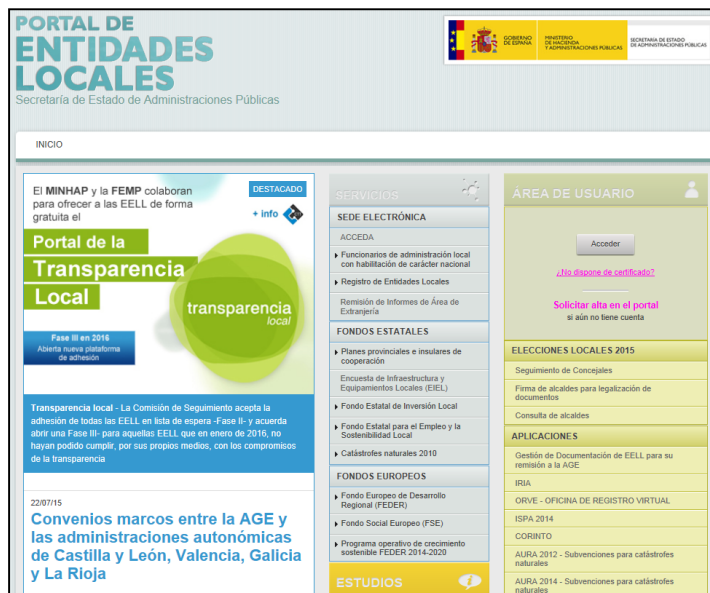 PORTAL DE
ENTIDADES
LOCALES
Secretaría de Estado de Administraciones Públicas
GOBIERNO
DE ESPAÑA
MINISTERIO
DE HACIENDA
Y ADMINISTRACIONES PÚBLICAS
SECRETARÍA DE ESTADO
DE ADMINISTRACIONES PÚBLICAS
INICIO
El MINHAP y la FEMP colaboran
para ofrecer a las EELL de forma
gratuita el
DESTACADO
+ info
Portal de la
Transparencia
Local
transparencia
local
Fase III en 2016
Abierta nueva plataforma
de adhesión
Transparencia local - La Comisión de Seguimiento acepta la
adhesión de todas las EELL en lista de espera -Fase II- y acuerda
abrir una Fase III- para aquellas EELL que en enero de 2016, no
hayan podido cumplir, por sus propios medios, con los compromisos
de la transparencia
22/07/15
Convenios marcos entre la AGE y
las administraciones autonómicas
de Castilla y León, Valencia, Galicia
y La Rioja
SERVICIOS
SEDE ELECTRÓNICA
ACCEDA
Funcionarios de administración local
con habilitación de carácter nacional
Registro de Entidades Locales
Remisión de Informes de Área de
Extranjería
FONDOS ESTATALES
Planes provinciales e insulares de
cooperación
Encuesta de Infraestructura y
Equipamientos Locales (EIEL)
Fondo Estatal de Inversión Local
Fondo Estatal para el Empleo y la
Sostenibilidad Local
Catástrofes naturales 2010
FONDOS EUROPEOS
Fondo Europeo de Desarrollo
Regional (FEDER)
Fondo Social Europeo (FSE)
Programa operativo de crecimiento
sostenible FEDER 2014-2020
ESTUDIOS
ÁREA DE USUARIO
Acceder
¿No dispone de certificado?
Solicitar alta en el portal
si aún no tiene cuenta
ELECCIONES LOCALES 2015
Seguimiento de Concejales
Firma de alcaldes para legalización de
documentos
Consulta de alcaldes
APLICACIONES
Gestión de Documentación de EELL para su
remisión a la AGE
IRIA
ORVE - OFICINA DE REGISTRO VIRTUAL
ISPA 2014
CORINTO
AURA 2012 - Subvenciones para catástrofes
naturales
AURA 2014 - Subvenciones para catástrofes
naturales